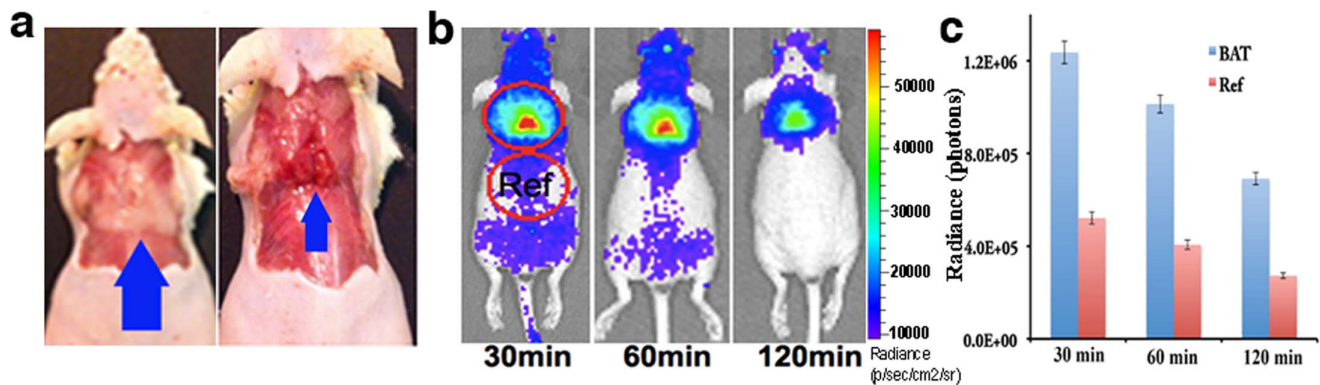 a
b
Ref
30min
60min
120min
50000
40000
30000
20000
10000
Radiance
(p/sec/cm2/sr)
c
Radiance (photons)
1.2E+06
8.0E+05
4.0E+05
0.0E+00
BAT
Ref
30 min
60 min
120 min